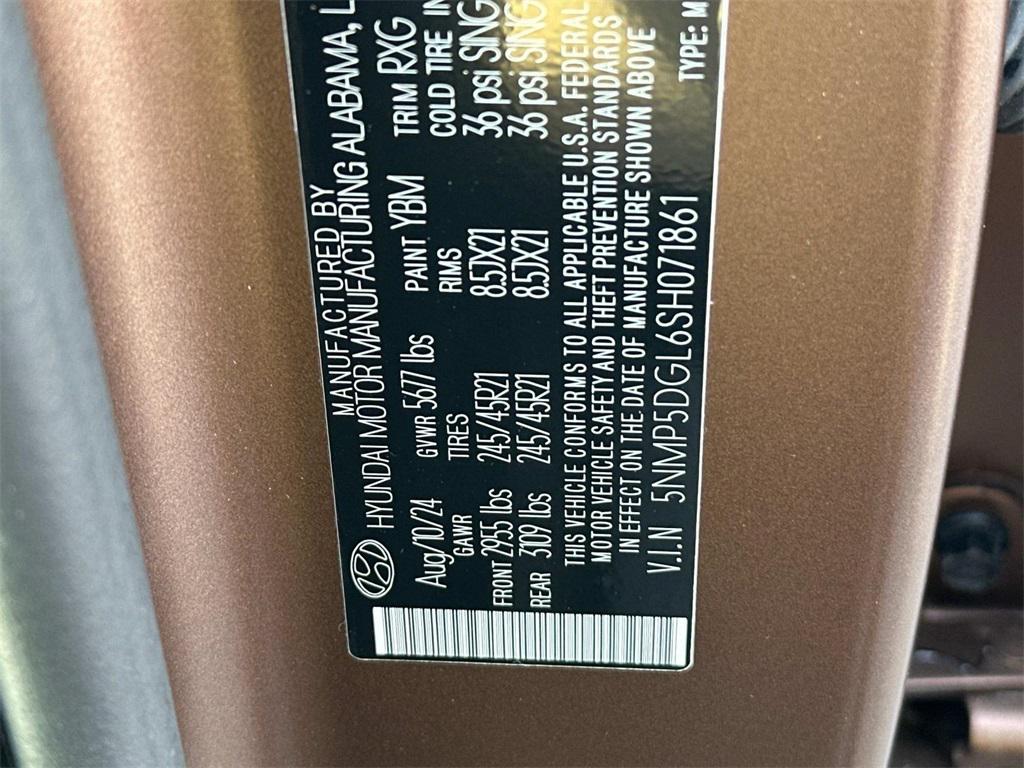 MANUFACTURED BY
HYUNDAI MOTOR MANUFACTURING ALABAMA,
Aug/10/24 GVWR 5677 lbs PAINT YBM TRIM RXG
GAWR TIRES RIMS COLD TIRE
FRONT 2955 lbs 245/45R21 8.5JX21 36 psi SING
REAR 3109 lbs 245/45R21 8.5JX21 36 psi SING
THIS VEHICLE CONFORMS TO ALL APPLICABLE U.S.A. FEDERAL
MOTOR VEHICLE SAFETY AND THEFT PREVENTION STANDARDS
IN EFFECT ON THE DATE OF MANUFACTURE SHOWN ABOVE
V.I.N 5NMP5DGL6SH071861 TYPE: M